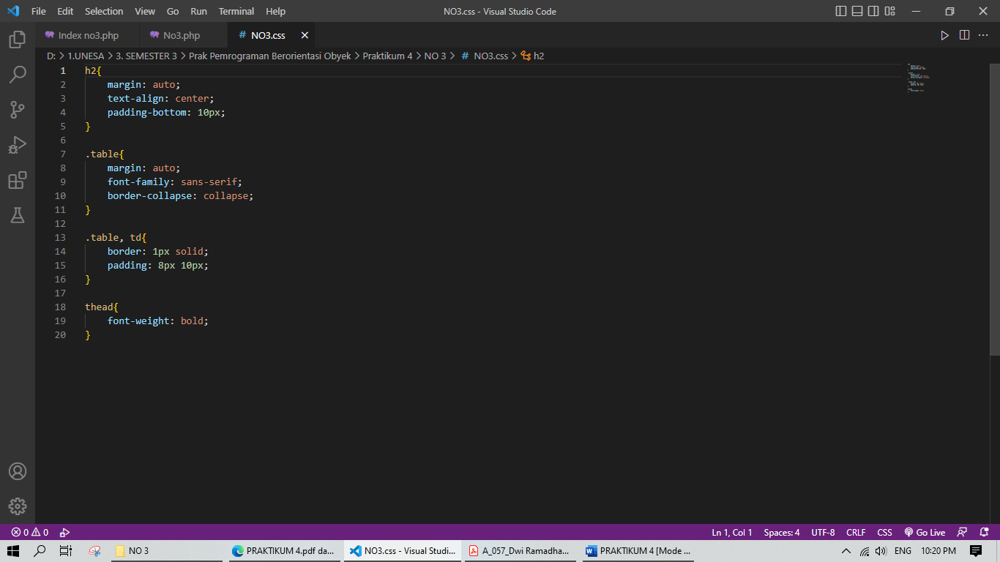 File Edit Selection View Go Run Terminal Help NO3.css - Visual Studio Code
Index no3.php No3.php # NO3.css
D: > 1.UNESA > 3. SEMESTER 3 > Prak Pemrograman Berorientasi Obyek > Praktikum 4 > NO 3 > # NO3.css > h2
1 h2{
2 margin: auto;
3 text-align: center;
4 padding-bottom: 10px;
5 }
6
7 .table{
8 margin: auto;
9 font-family: sans-serif;
10 border-collapse: collapse;
11 }
12
13 .table, td{
14 border: 1px solid;
15 padding: 8px 10px;
16 }
17
18 thead{
19 font-weight: bold;
20 }
0 0 Ln 1, Col 1 Spaces: 4 UTF-8 CRLF CSS Go Live
NO 3 PRAKTIKUM 4.pdf da... NO3.css - Visual Studi... A_057_Dwi Ramadha... PRAKTIKUM 4 [Mode ... ENG 10:20 PM